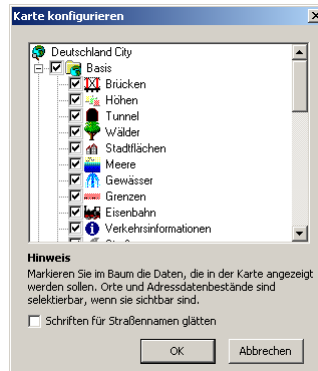 Karte konfigurieren
Deutschland City
Basis
Brücken
Höhen
Tunnel
Wälder
Stadtflächen
Meere
Gewässer
Grenzen
Eisenbahn
Verkehrsinformationen
Hinweis
Markieren Sie im Baum die Daten, die in der Karte angezeigt
werden sollen. Orte und Adressdatenbestände sind
selektierbar, wenn sie sichtbar sind.
Schriften für Straßennamen glätten
OK
Abbrechen